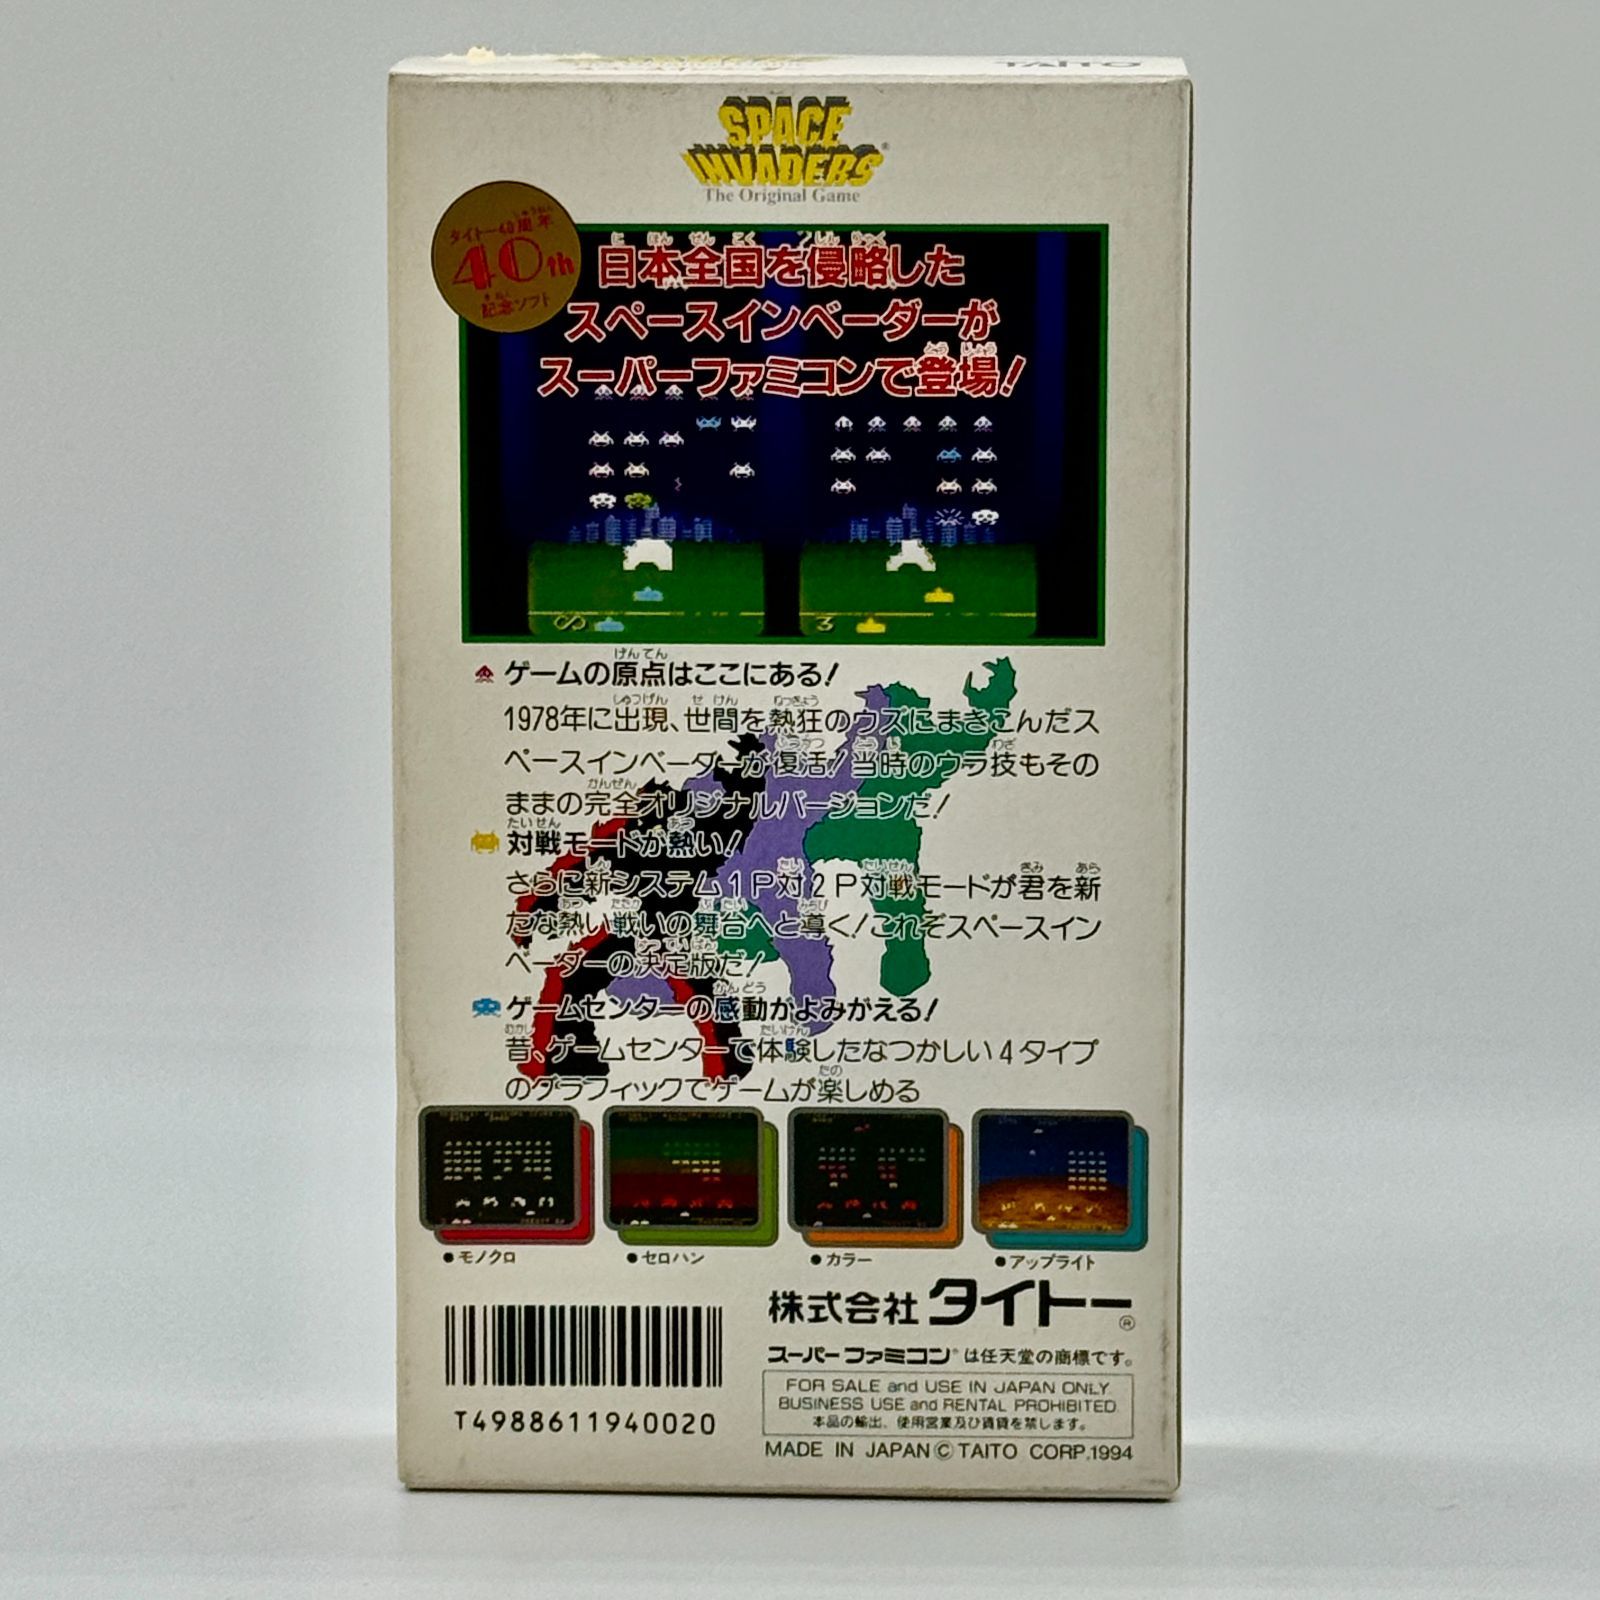 TAITO
SPACE
INVADERS®
The Original Game
タイトー40周年
40th
記念ソフト
日本全国を侵略した
スペースインベーダーが
スーパーファミコンで登場!
3
ゲームの原点はここにある!
1978年に出現、世間を熱狂のウズにまきこんだス
ペースインベーダーが復活!当時のウラ技もその
ままの完全オリジナルバージョンだ!
対戦モードが熱い!
さらに新システム1P対2P対戦モードが君を新
たな熱い戦いの舞台へと導く!これぞスペースイン
ベーダーの決定版だ!
ゲームセンターの感動がよみがえる!
昔、ゲームセンターで体験したなつかしい4タイプ
のグラフィックでゲームが楽しめる
●モノクロ
●セロハン
●カラー
●アップライト
株式会社タイトー®
スーパーファミコン®は任天堂の商標です。
FOR SALE and USE IN JAPAN ONLY.
BUSINESS USE and RENTAL PROHIBITED.
本品の輸出、使用営業及び賃貸を禁じます。
T4988611940020
MADE IN JAPAN © TAITO CORP.1994